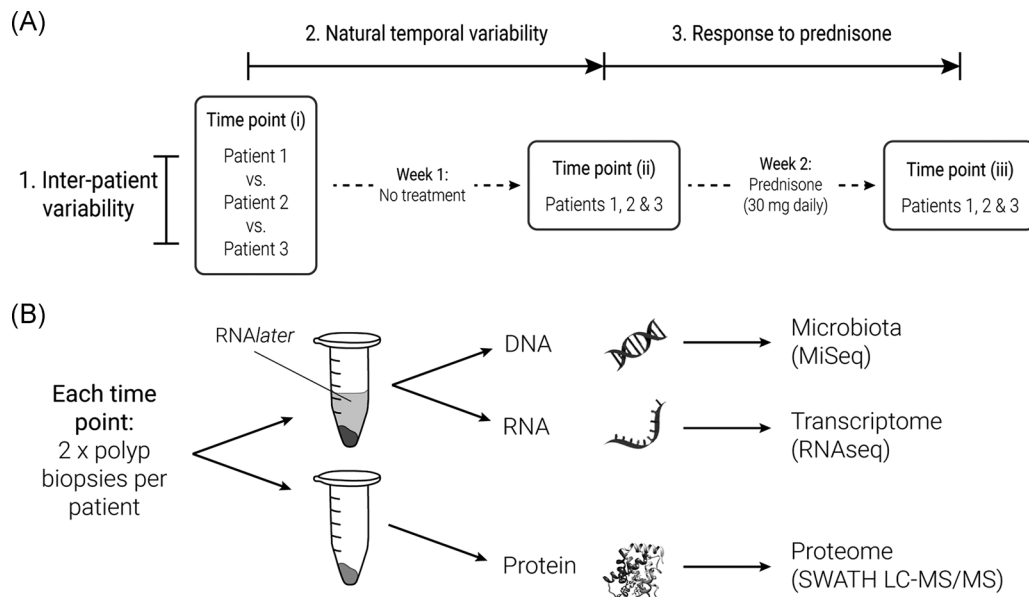 (A)
2. Natural temporal variability
3. Response to prednisone
1. Inter-patient
variability
Time point (i)
Patient 1
vs.
Patient 2
vs.
Patient 3
Week 1:
No treatment
Time point (ii)
Patients 1, 2 & 3
Week 2:
Prednisone
(30 mg daily)
Time point (iii)
Patients 1, 2 & 3
(B)
Each time
point:
2 x polyp
biopsies per
patient
RNAlater
DNA
Microbiota
(MiSeq)
RNA
Transcriptome
(RNAseq)
Protein
Proteome
(SWATH LC-MS/MS)